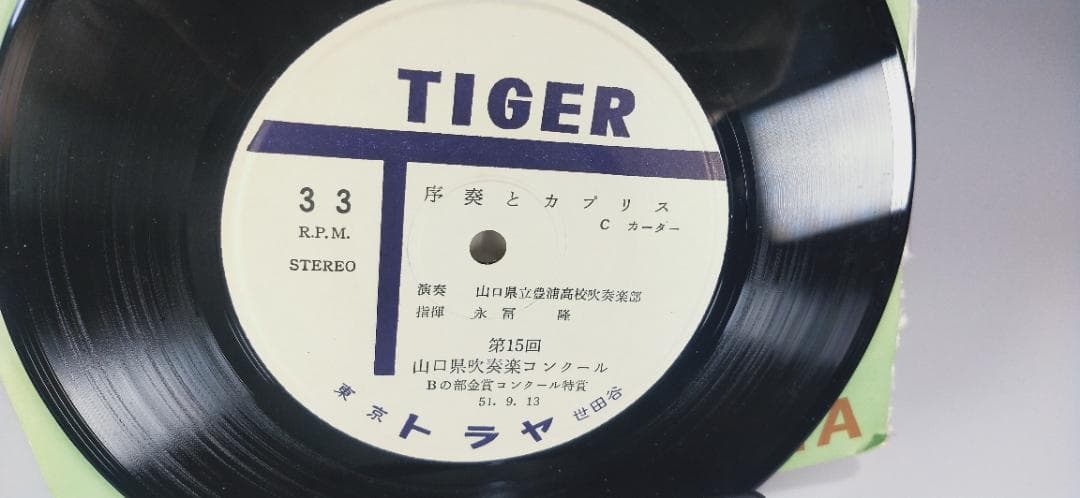 TIGER
33
R.P.M.
STEREO
序奏とカプリス
C カーター
演奏 山口県立豊浦高校吹奏楽部
指揮 永冨 隆
第15回
山口県吹奏楽コンクール
Bの部金賞コンクール特賞
51. 9. 13
東京 トラヤ 世田谷
A